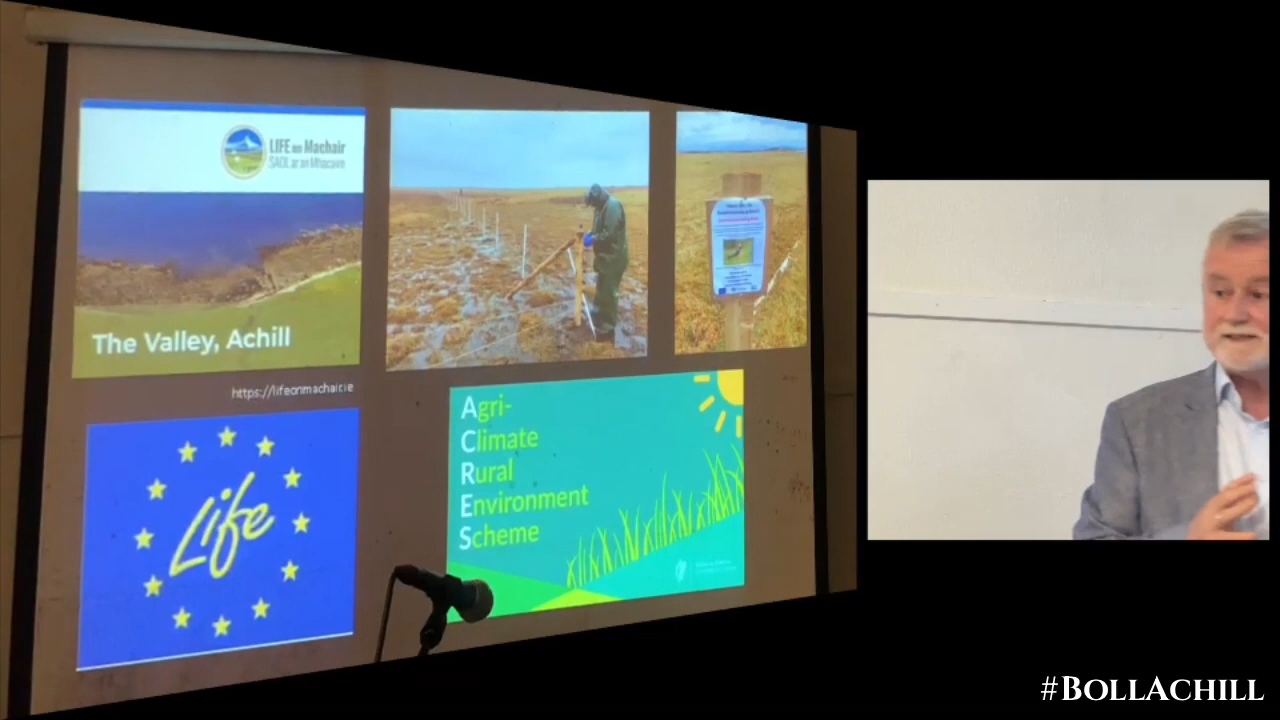 LIFE on Machair
SAOL ar an Mhacaire
The Valley, Achill
https://lifeonmachair.ie
Life
Agri-
Climate
Rural
Environment
Scheme
#BOLLACHILL